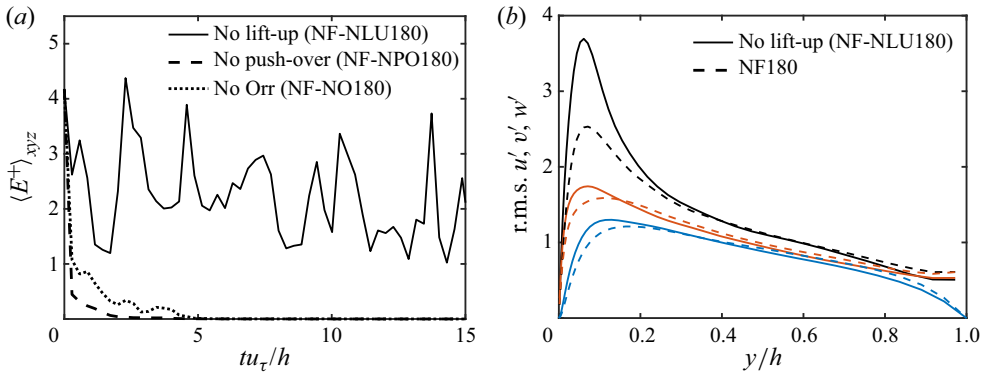 (a)
No lift-up (NF-NLU180)
No push-over (NF-NPO180)
No Orr (NF-NO180)
⟨E⁺⟩xyz
5
4
3
2
1
0
5
10
15
tuτ/h
(b)
No lift-up (NF-NLU180)
NF180
r.m.s. u′, v′, w′
4
3
2
1
0
0.2
0.4
0.6
0.8
1.0
y/h